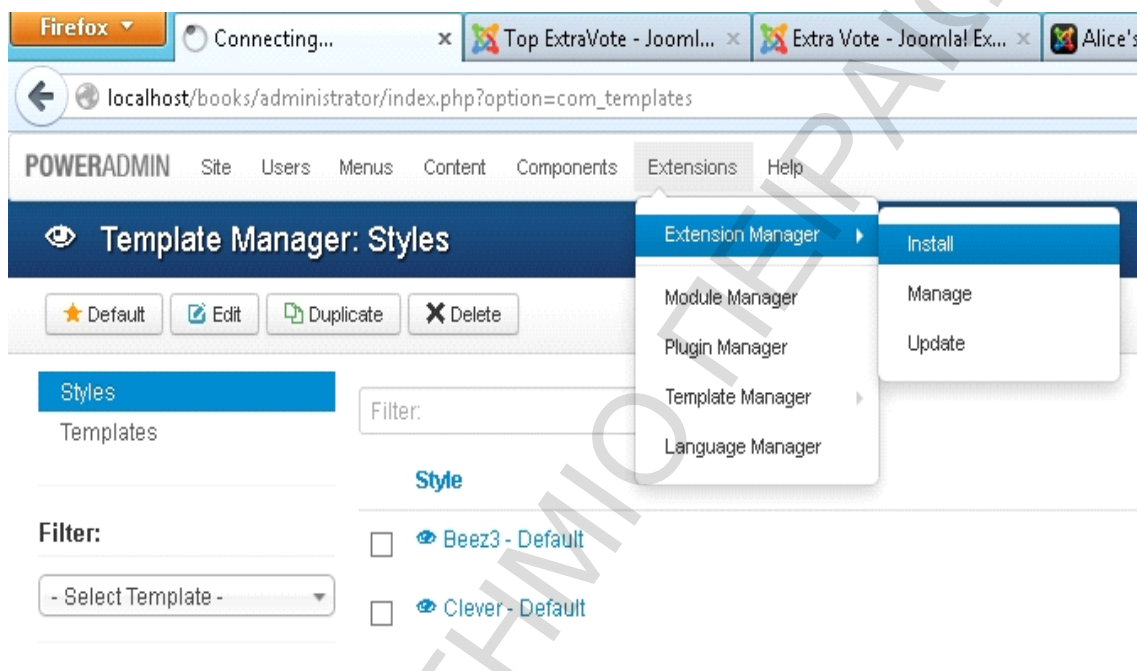 Firefox
Connecting...
Top ExtraVote - Jooml...
Extra Vote - Joomla! Ex...
Alice's
localhost/books/administrator/index.php?option=com_templates
POWERADMIN Site Users Menus Content Components Extensions Help
Template Manager: Styles
Extension Manager
Install
Manage
Update
Module Manager
Plugin Manager
Template Manager
Language Manager
Default Edit Duplicate Delete
Styles
Templates
Filter:
Style
Filter:
Beez3 - Default
- Select Template -
Clever - Default